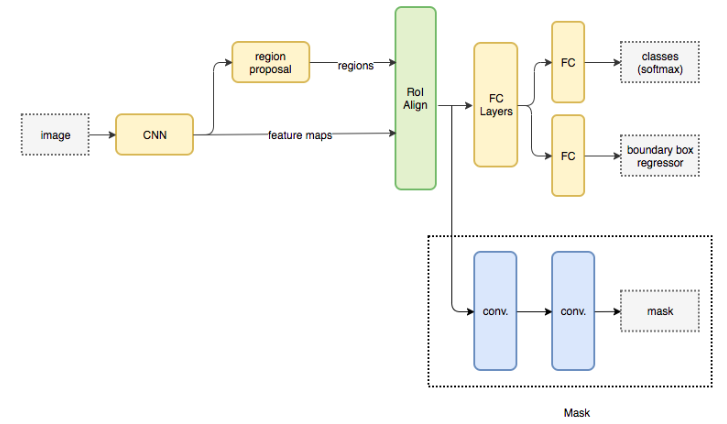 region
proposal
regions
image
CNN
feature maps
RoI
Align
FC
Layers
FC
classes
(softmax)
FC
boundary box
regressor
conv.
conv.
mask
Mask